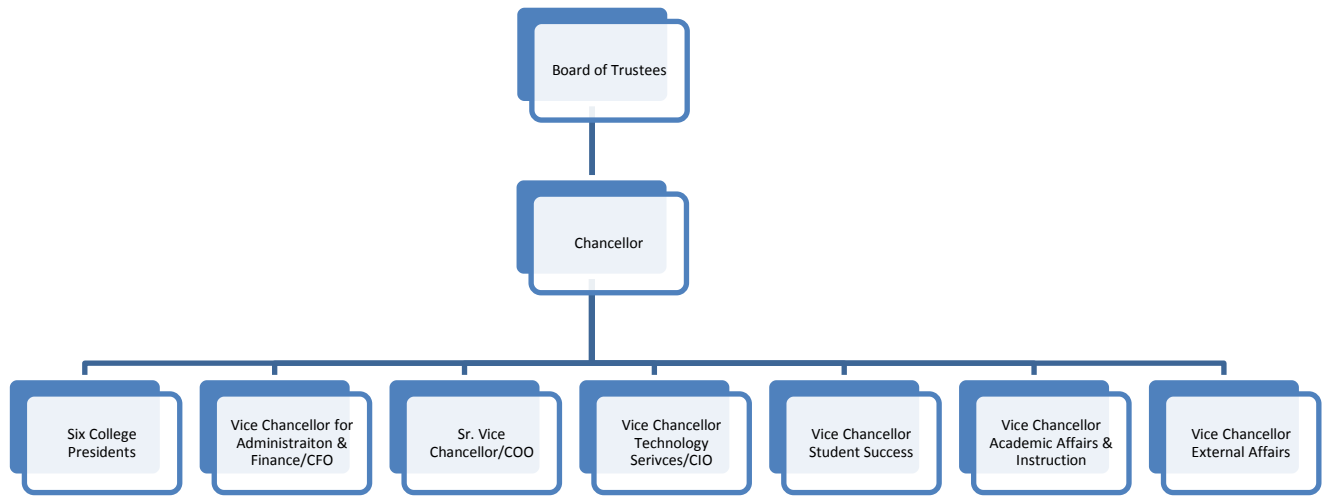 Board of Trustees
Chancellor
Six College
Presidents
Vice Chancellor for
Administraiton &
Finance/CFO
Sr. Vice
Chancellor/COO
Vice Chancellor
Technology
Serivces/CIO
Vice Chancellor
Student Success
Vice Chancellor
Academic Affairs &
Instruction
Vice Chancellor
External Affairs